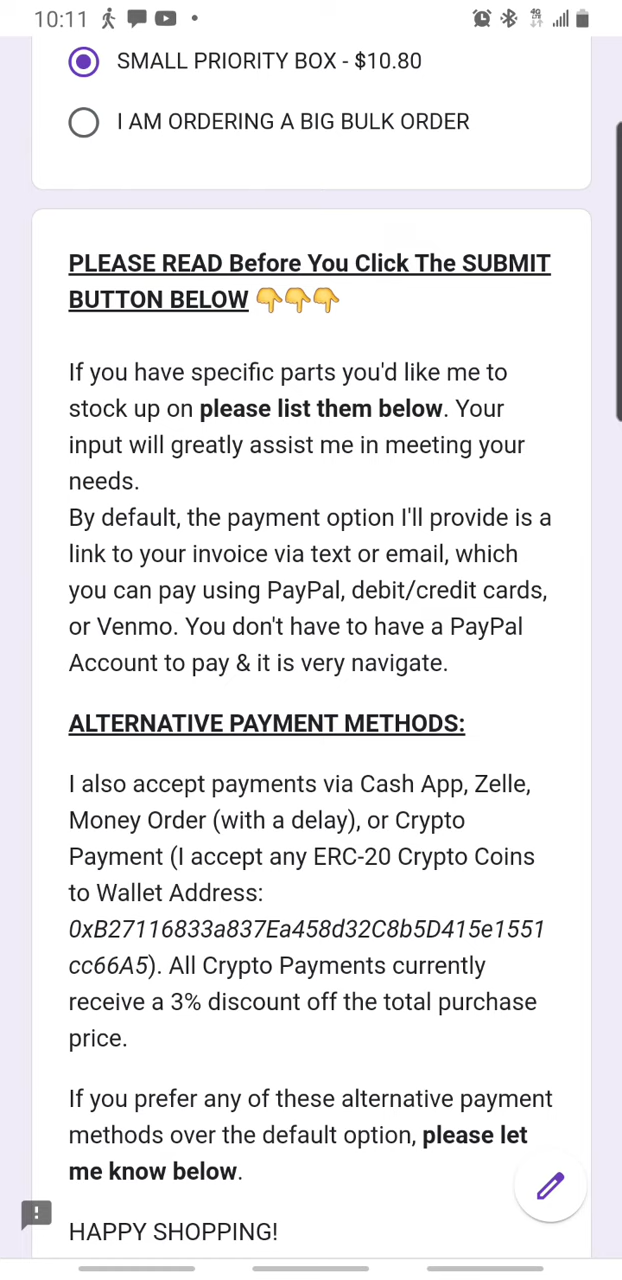 10:11
SMALL PRIORITY BOX - $10.80
I AM ORDERING A BIG BULK ORDER
PLEASE READ Before You Click The SUBMIT
BUTTON BELOW 👇👇👇
If you have specific parts you'd like me to
stock up on please list them below. Your
input will greatly assist me in meeting your
needs.
By default, the payment option I'll provide is a
link to your invoice via text or email, which
you can pay using PayPal, debit/credit cards,
or Venmo. You don't have to have a PayPal
Account to pay & it is very navigate.
ALTERNATIVE PAYMENT METHODS:
I also accept payments via Cash App, Zelle,
Money Order (with a delay), or Crypto
Payment (I accept any ERC-20 Crypto Coins
to Wallet Address:
0xB27116833a837Ea458d32C8b5D415e1551
cc66A5). All Crypto Payments currently
receive a 3% discount off the total purchase
price.
If you prefer any of these alternative payment
methods over the default option, please let
me know below.
HAPPY SHOPPING!